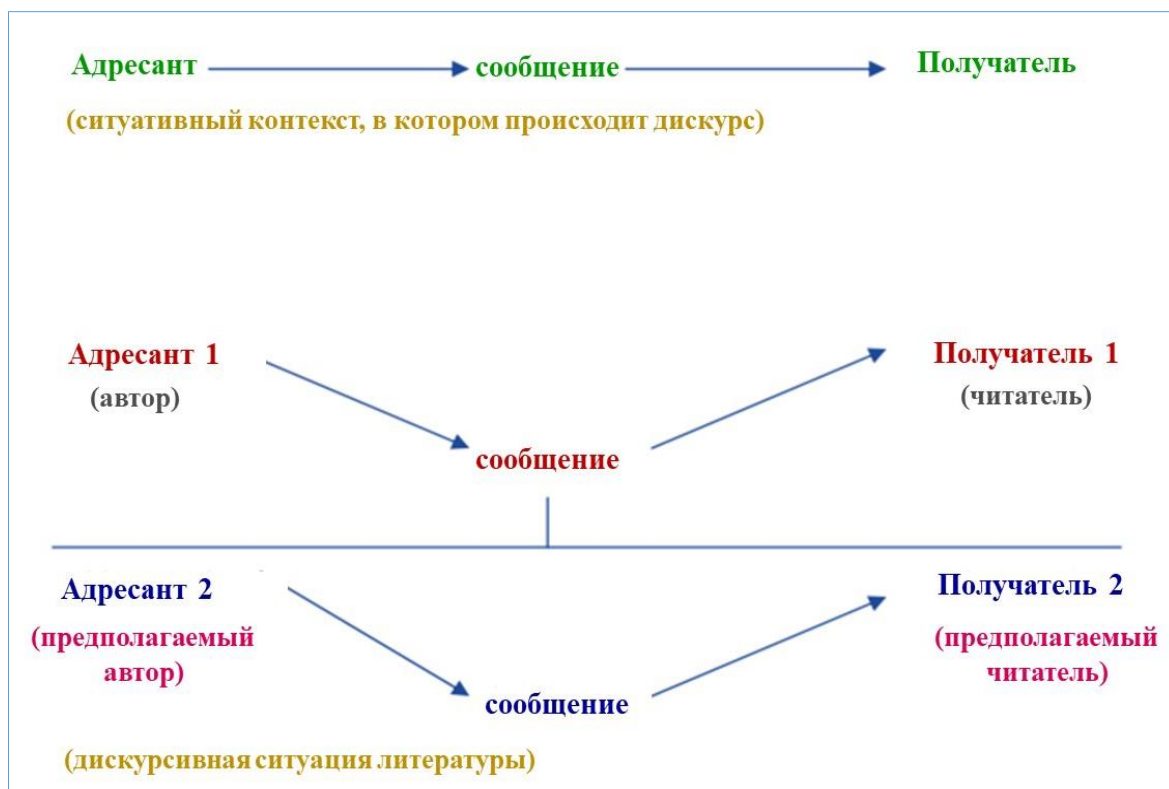 Адресант сообщение Получатель
(ситуативный контекст, в котором происходит дискурс)
Адресант 1 Получатель 1
(автор) (читатель)
сообщение
Адресант 2 Получатель 2
(предполагаемый (предполагаемый
автор) читатель)
сообщение
(дискурсивная ситуация литературы)